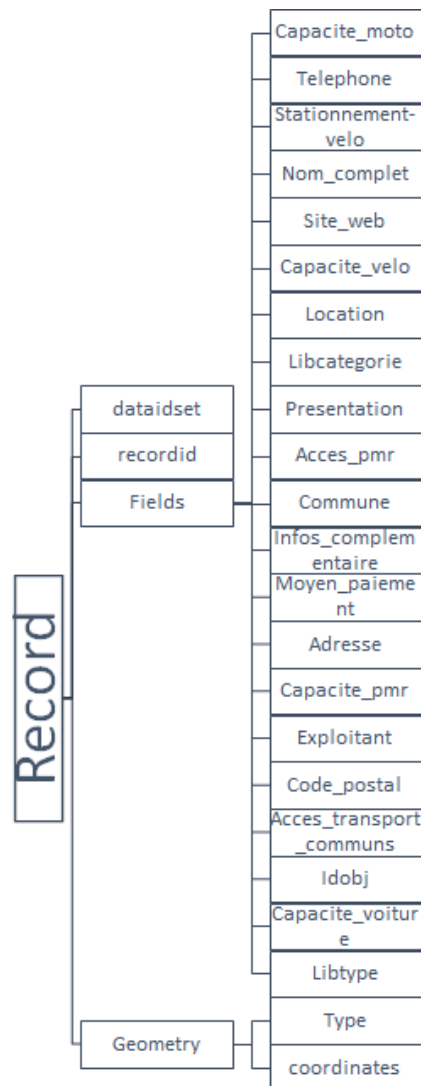 Capacite_moto
Telephone
Stationnement-
velo
Nom_complet
Site_web
Capacite_velo
Location
Libcategorie
dataidset
Presentation
recordid
Acces_pmr
Fields
Commune
Infos_complem
entaire
Moyen_paieme
nt
Record
Adresse
Capacite_pmr
Exploitant
Code_postal
Acces_transport
_communs
Idobj
Capacite_voitur
e
Libtype
Geometry
Type
coordinates